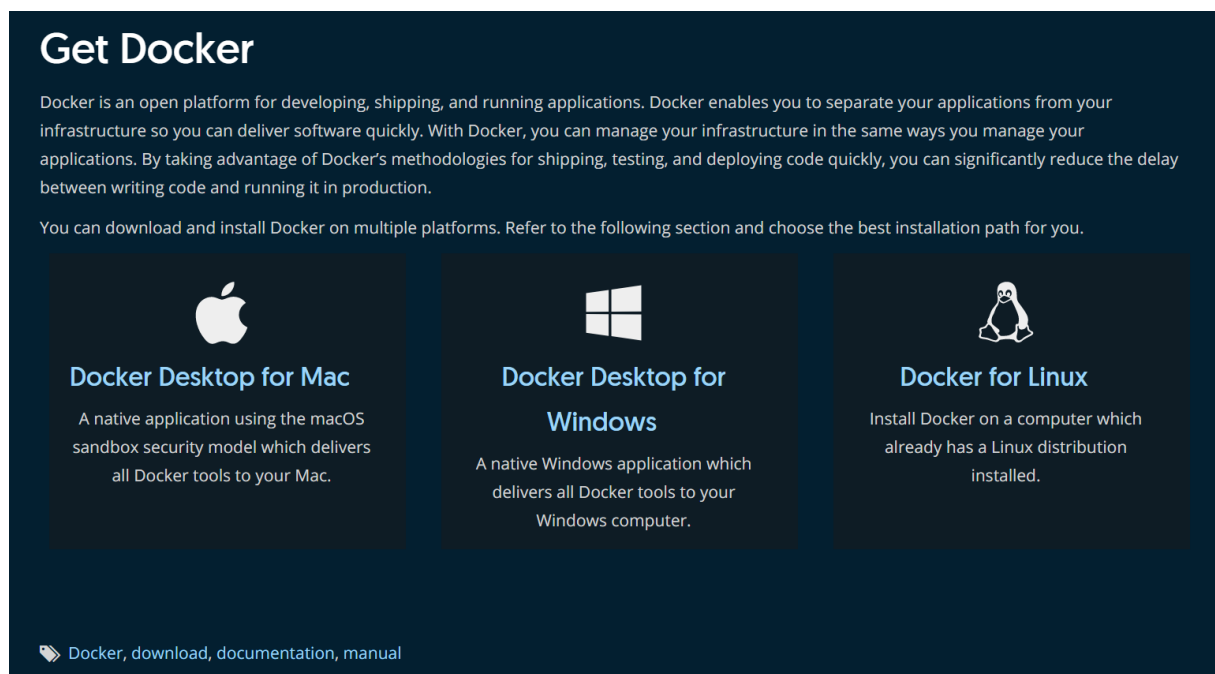 Get Docker
Docker is an open platform for developing, shipping, and running applications. Docker enables you to separate your applications from your
infrastructure so you can deliver software quickly. With Docker, you can manage your infrastructure in the same ways you manage your
applications. By taking advantage of Docker’s methodologies for shipping, testing, and deploying code quickly, you can significantly reduce the delay
between writing code and running it in production.
You can download and install Docker on multiple platforms. Refer to the following section and choose the best installation path for you.
Docker Desktop for Mac
A native application using the macOS
sandbox security model which delivers
all Docker tools to your Mac.
Docker Desktop for
Windows
A native Windows application which
delivers all Docker tools to your
Windows computer.
Docker for Linux
Install Docker on a computer which
already has a Linux distribution
installed.
Docker, download, documentation, manual